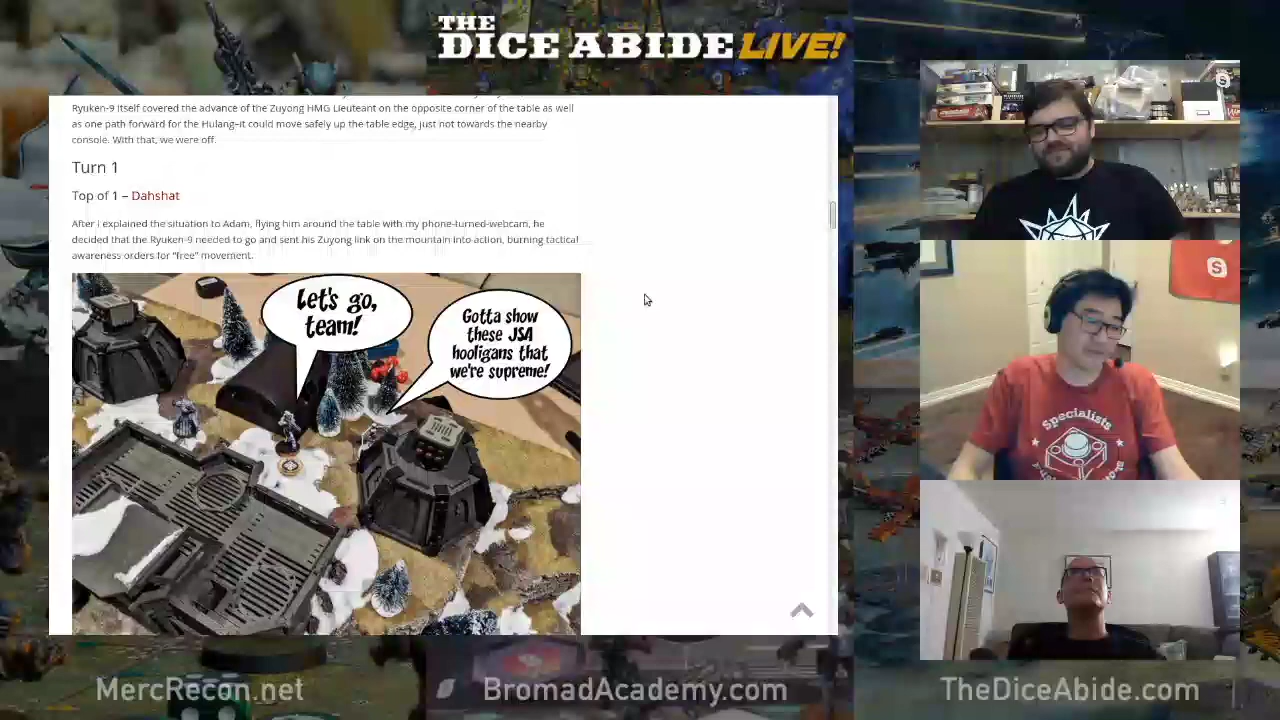 THE
DICE ABIDE LIVE!
Ryuken-9 itself covered the advance of the Zuyong HMG Lieuteant on the opposite corner of the table as well
as one path forward for the Hulang–it could move safely up the table edge, just not towards the nearby
console. With that, we were off.
Turn 1
Top of 1 – Dahshat
After I explained the situation to Adam, flying him around the table with my phone-turned-webcam, he
decided that the Ryuken-9 needed to go and sent his Zuyong link on the mountain into action, burning tactical
awareness orders for "free" movement.
Let's go,
team!
Gotta show
these JSA
hooligans that
we're supreme!
S
S
Specialists
MercRecon.net
BromadAcademy.com
TheDiceAbide.com